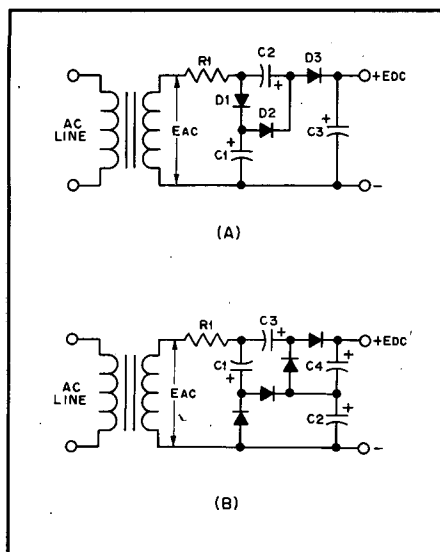 R1
C2
D3
+EDC
D1
D2
AC
LINE
EAC
+
C1
+
+
C3
−
(A)
R1
C3
+EDC
+
C1
+
C4
+
AC
LINE
EAC
C2
+
−
(B)